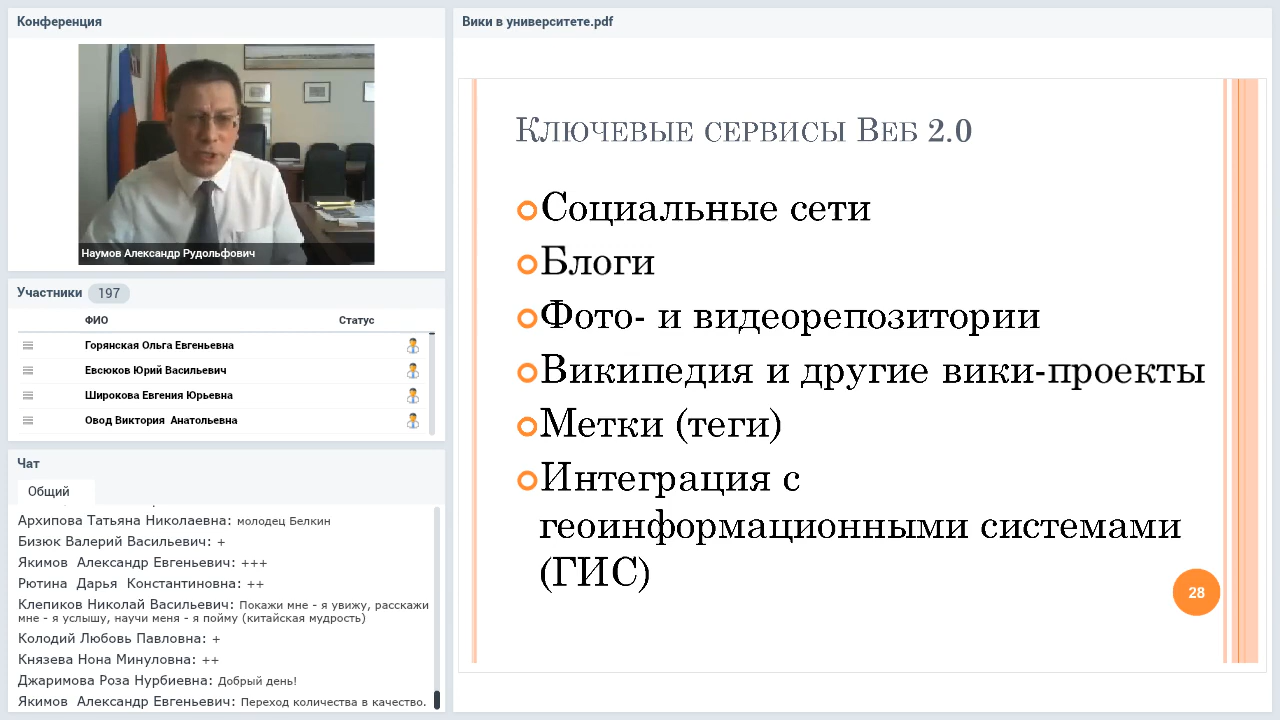 Конференция
Наумов Александр Рудольфович
Участники 197
ФИО Статус
Горянская Ольга Евгеньевна
Евсюков Юрий Васильевич
Широкова Евгения Юрьевна
Овод Виктория Анатольевна
Чат
Общий
Архипова Татьяна Николаевна: молодец Белкин
Бизюк Валерий Васильевич: +
Якимов Александр Евгеньевич: +++
Рютина Дарья Константиновна: ++
Клепиков Николай Васильевич: Покажи мне - я увижу, расскажи
мне - я услышу, научи меня - я пойму (китайская мудрость)
Колодий Любовь Павловна: +
Князева Нона Минуловна: ++
Джаримова Роза Нурбиевна: Добрый день!
Якимов Александр Евгеньевич: Переход количества в качество.
Вики в университете.pdf
Ключевые сервисы Веб 2.0
Социальные сети
Блоги
Фото- и видеорепозитории
Википедия и другие вики-проекты
Метки (теги)
Интеграция с
геоинформационными системами
(ГИС)
28